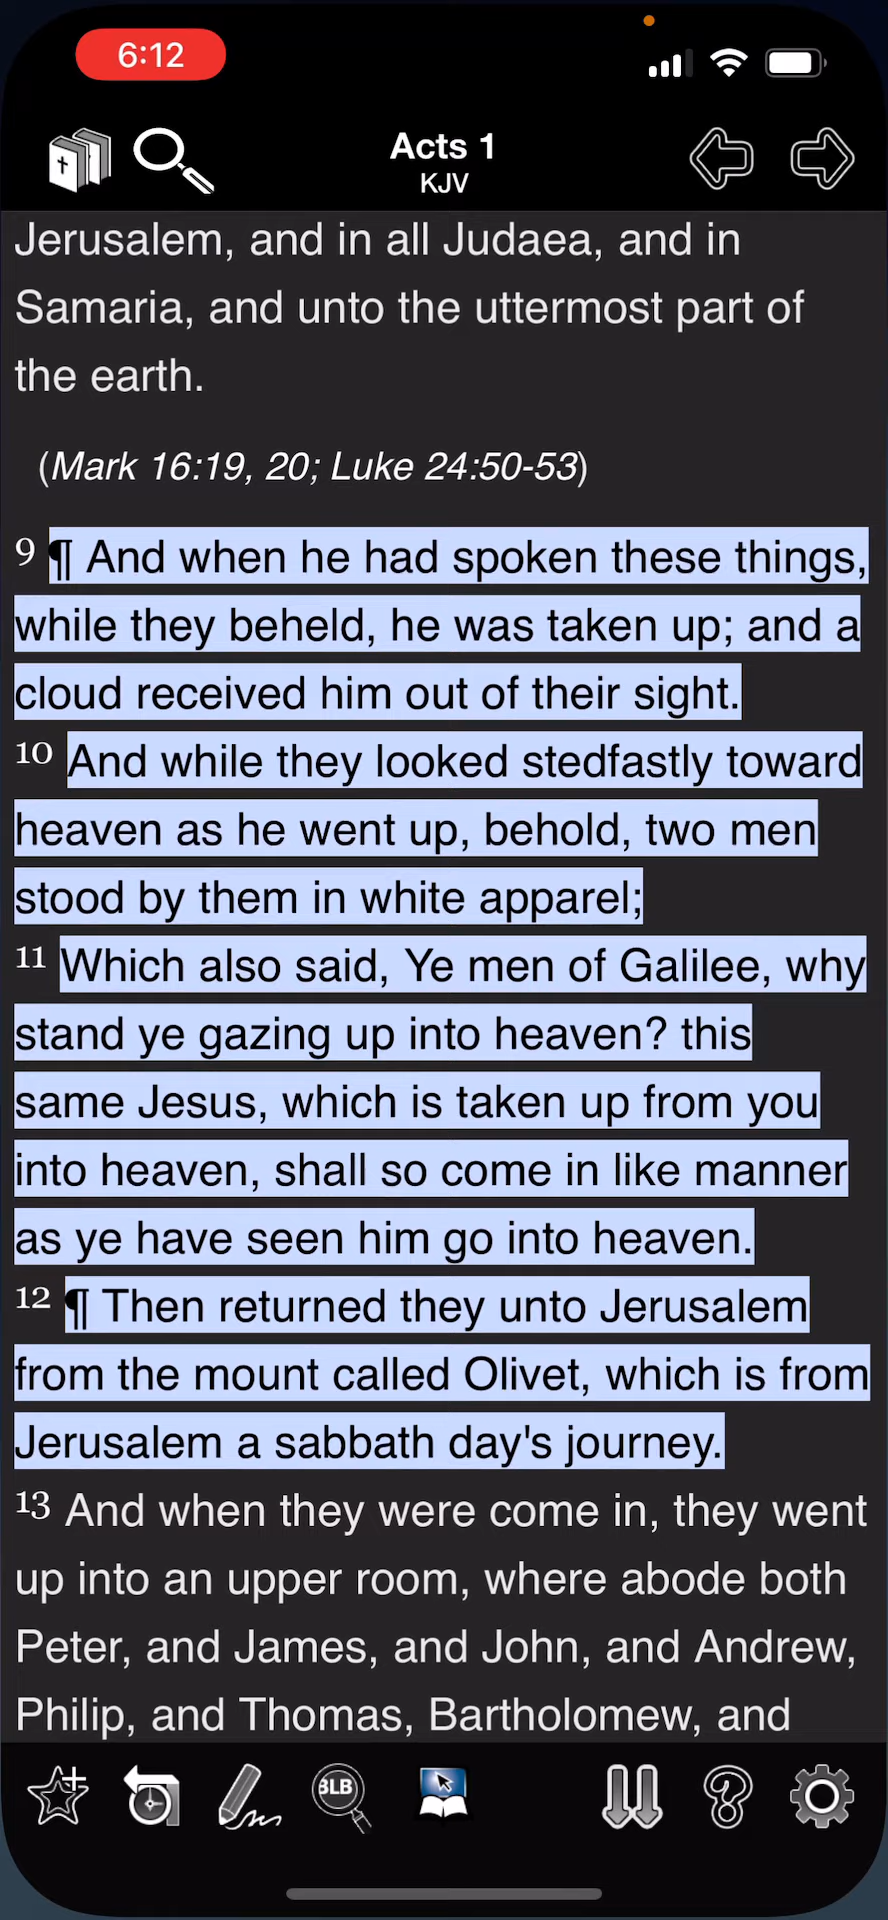 6:12
Acts 1
KJV
Jerusalem, and in all Judaea, and in
Samaria, and unto the uttermost part of
the earth.
(Mark 16:19, 20; Luke 24:50-53)
9 ¶ And when he had spoken these things,
while they beheld, he was taken up; and a
cloud received him out of their sight.
10 And while they looked stedfastly toward
heaven as he went up, behold, two men
stood by them in white apparel;
11 Which also said, Ye men of Galilee, why
stand ye gazing up into heaven? this
same Jesus, which is taken up from you
into heaven, shall so come in like manner
as ye have seen him go into heaven.
12 ¶ Then returned they unto Jerusalem
from the mount called Olivet, which is from
Jerusalem a sabbath day's journey.
13 And when they were come in, they went
up into an upper room, where abode both
Peter, and James, and John, and Andrew,
Philip, and Thomas, Bartholomew, and
BLB